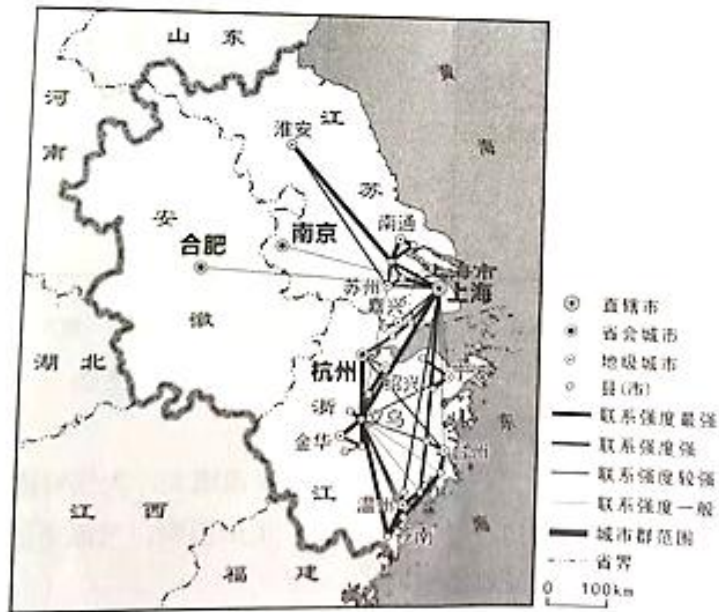 山东
黄
海
河南
淮安
江苏
安徽
南通
南京
合肥
上海市
苏州
嘉兴
上海
直辖市
省会城市
地级城市
县(市)
联系强度最强
联系强度强
联系强度较强
联系强度一般
城市群范围
省界
0 100km
湖北
杭州
绍兴
浙江
金华
台州
东
海
温州
江西
福建